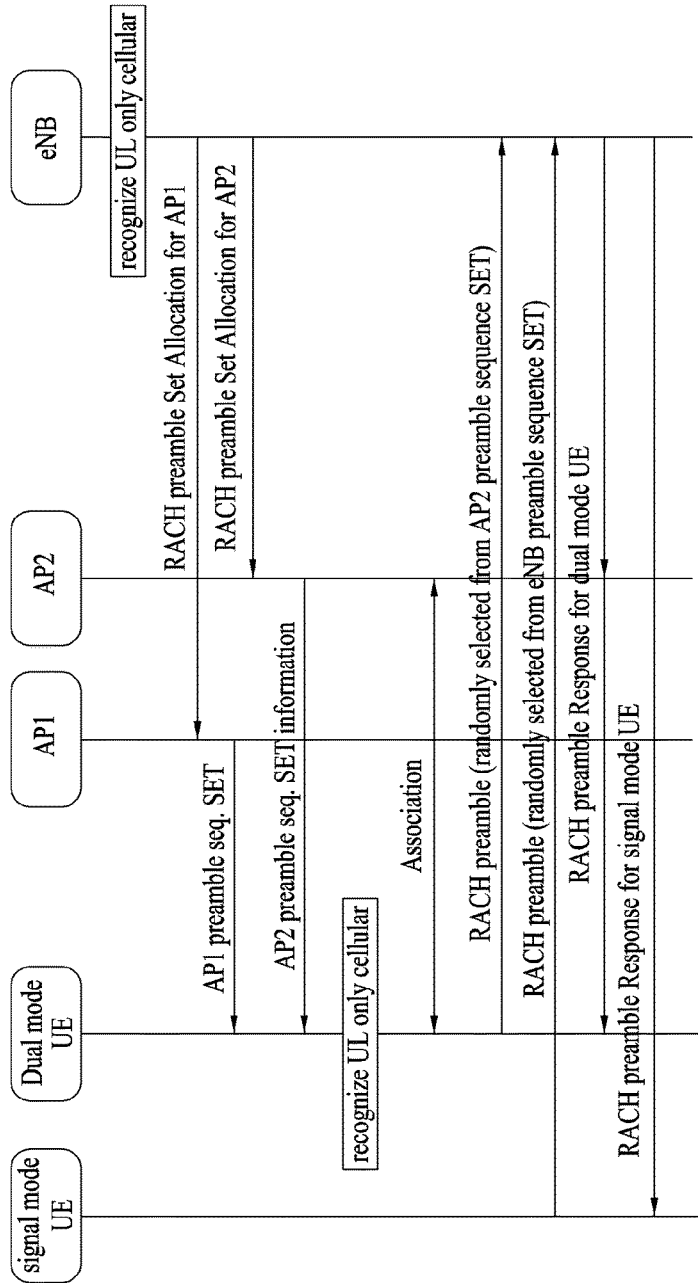 signal mode
UE
Dual mode
UE
AP1
AP2
eNB
recognize UL only cellular
RACH preamble Set Allocation for AP1
RACH preamble Set Allocation for AP2
AP1 preamble seq. SET
AP2 preamble seq. SET information
recognize UL only cellular
Association
RACH preamble (randomly selected from AP2 preamble sequence SET)
RACH preamble (randomly selected from eNB preamble sequence SET)
RACH preamble Response for dual mode UE
RACH preamble Response for signal mode UE